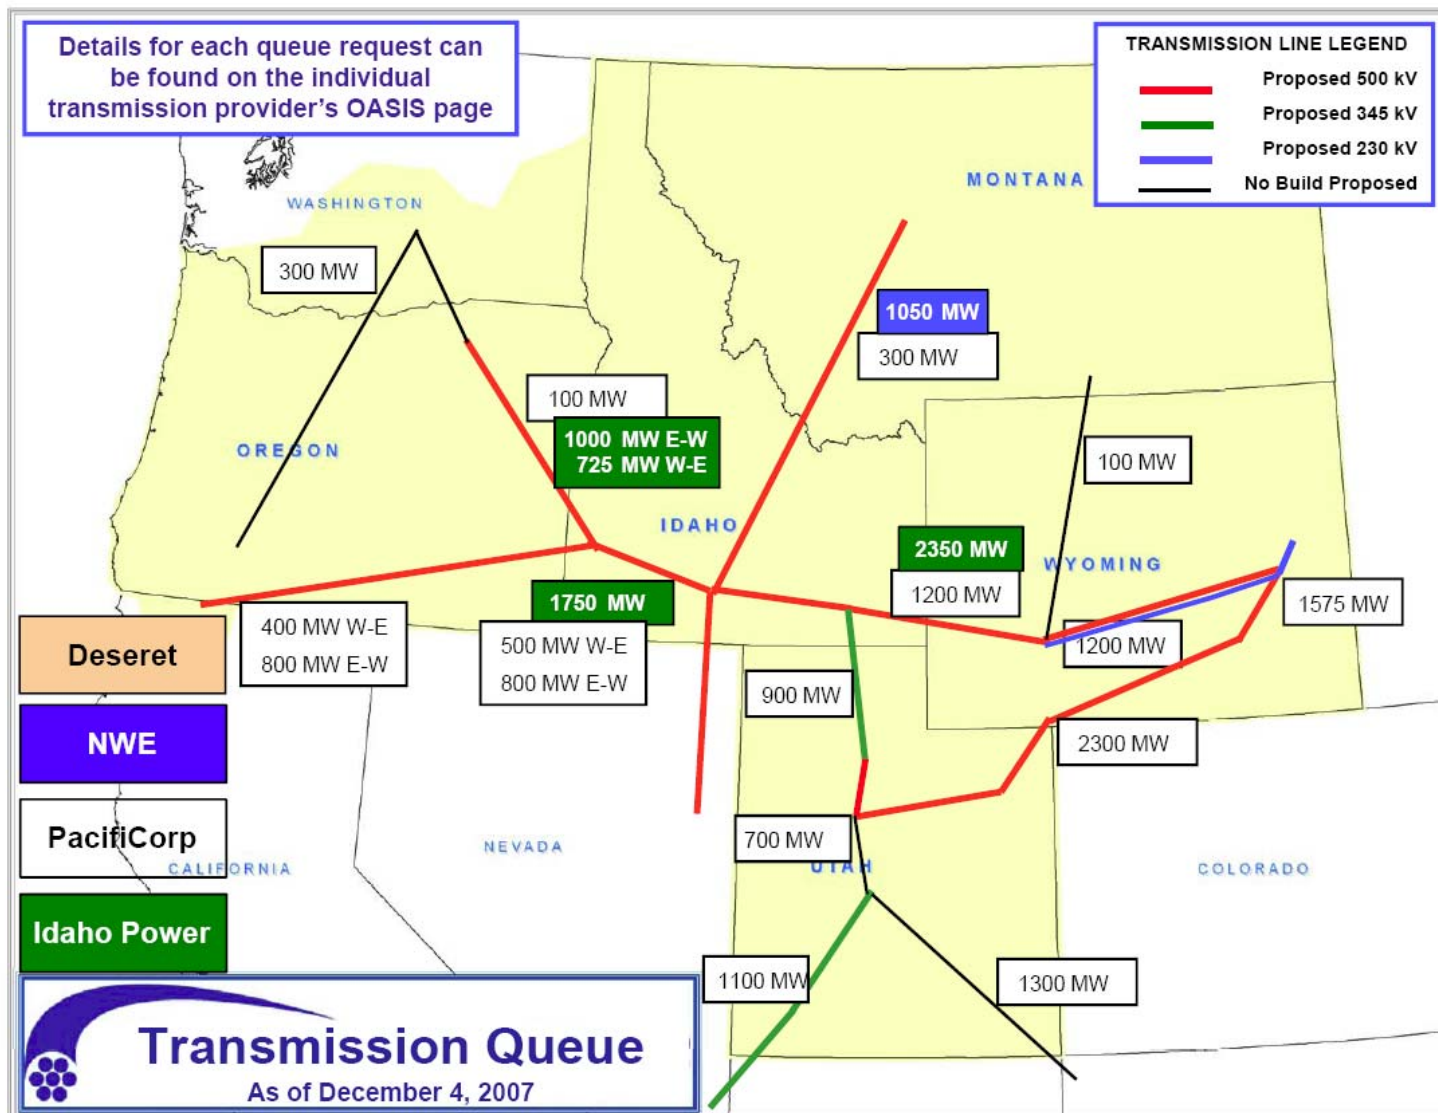 Details for each queue request can
be found on the individual
transmission provider's OASIS page
TRANSMISSION LINE LEGEND
Proposed 500 kV
Proposed 345 kV
Proposed 230 kV
No Build Proposed
MONTANA
WASHINGTON
300 MW
1050 MW
300 MW
100 MW
1000 MW E-W
725 MW W-E
OREGON
100 MW
IDAHO
2350 MW
WYOMING
1200 MW
1575 MW
1750 MW
400 MW W-E
800 MW E-W
500 MW W-E
800 MW E-W
1200 MW
Deseret
900 MW
2300 MW
NWE
PacifiCorp
700 MW
NEVADA
UTAH
COLORADO
CALIFORNIA
Idaho Power
1100 MW
1300 MW
Transmission Queue
As of December 4, 2007